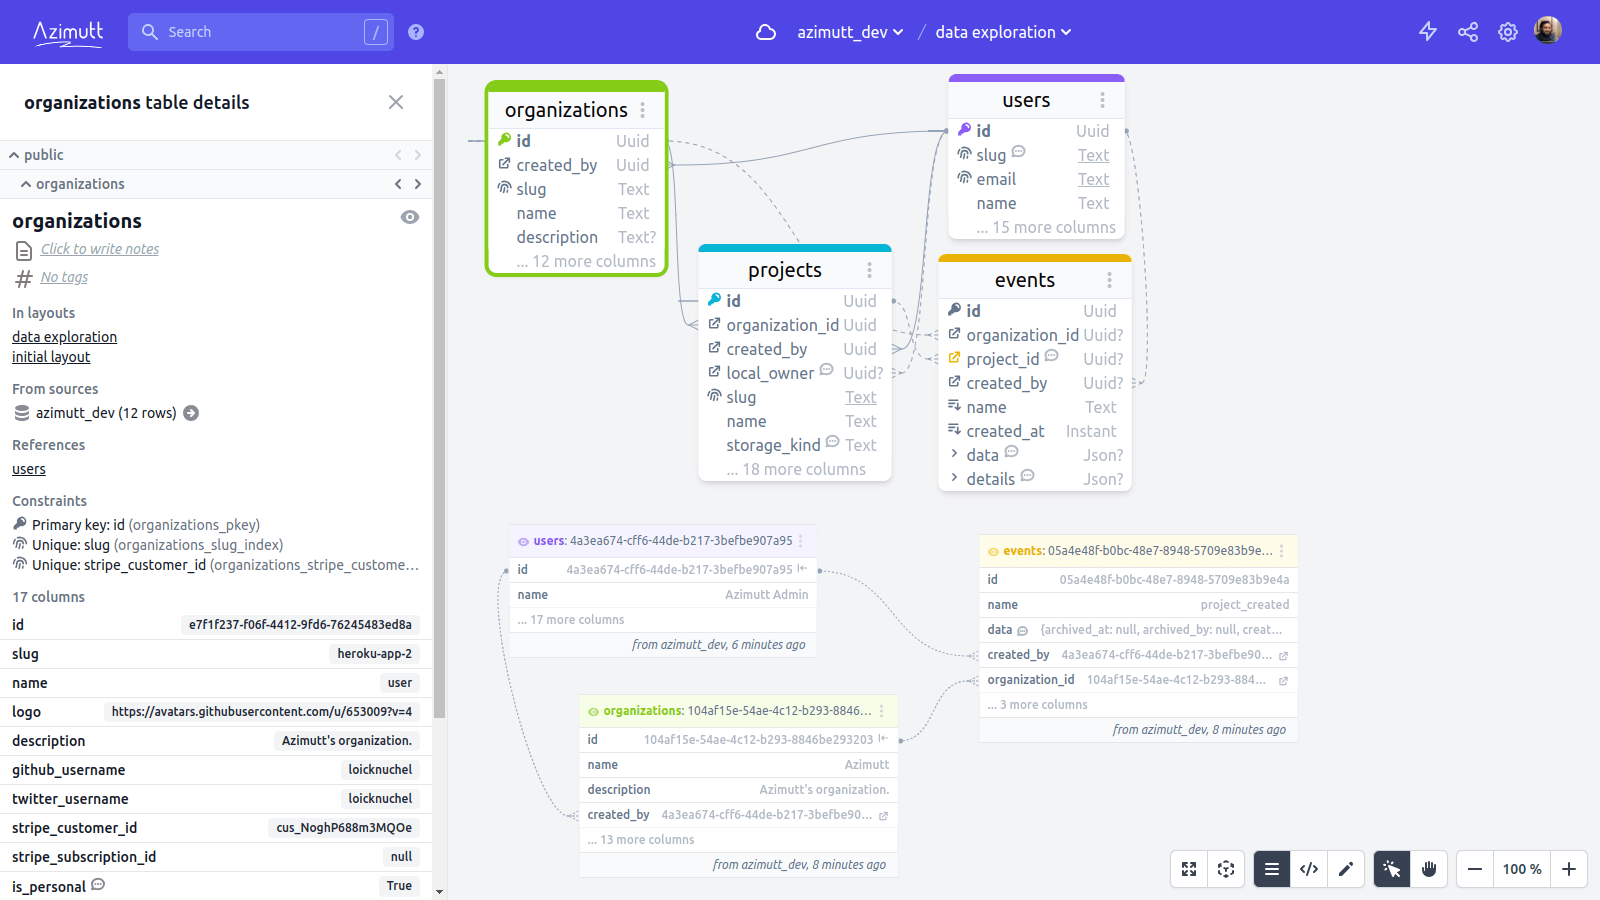 Azimutt
Search
/
?
azimutt_dev
/
data exploration
organizations table details
public
organizations
organizations
Click to write notes
No tags
In layouts
data exploration
initial layout
From sources
azimutt_dev (12 rows)
References
users
Constraints
Primary key: id (organizations_pkey)
Unique: slug (organizations_slug_index)
Unique: stripe_customer_id (organizations_stripe_custome...
17 columns
id e7f1f237-f06f-4412-9fd6-76245483ed8a
slug heroku-app-2
name user
logo https://avatars.githubusercontent.com/u/653009?v=4
description Azimutt's organization.
github_username loicknuchel
twitter_username loicknuchel
stripe_customer_id cus_NoghP688m3MQOe
stripe_subscription_id null
is_personal True
organizations
id Uuid
created_by Uuid
slug Text
name Text
description Text?
... 12 more columns
users
id Uuid
slug Text
email Text
name Text
... 15 more columns
projects
id Uuid
organization_id Uuid
created_by Uuid
local_owner Uuid?
slug Text
name Text
storage_kind Text
... 18 more columns
events
id Uuid
organization_id Uuid?
project_id Uuid?
created_by Uuid?
name Text
created_at Instant
data Json?
details Json?
users: 4a3ea674-cff6-44de-b217-3befbe907a95
id 4a3ea674-cff6-44de-b217-3befbe907a95
name Azimutt Admin
... 17 more columns
from azimutt_dev, 6 minutes ago
events: 05a4e48f-b0bc-48e7-8948-5709e83b9e...
id 05a4e48f-b0bc-48e7-8948-5709e83b9e4a
name project_created
data {archived_at: null, archived_by: null, creat...
created_by 4a3ea674-cff6-44de-b217-3befbe90...
organization_id 104af15e-54ae-4c12-b293-884...
... 3 more columns
from azimutt_dev, 8 minutes ago
organizations: 104af15e-54ae-4c12-b293-8846...
id 104af15e-54ae-4c12-b293-8846be293203
name Azimutt
description Azimutt's organization.
created_by 4a3ea674-cff6-44de-b217-3befbe90...
... 13 more columns
from azimutt_dev, 8 minutes ago
100 %